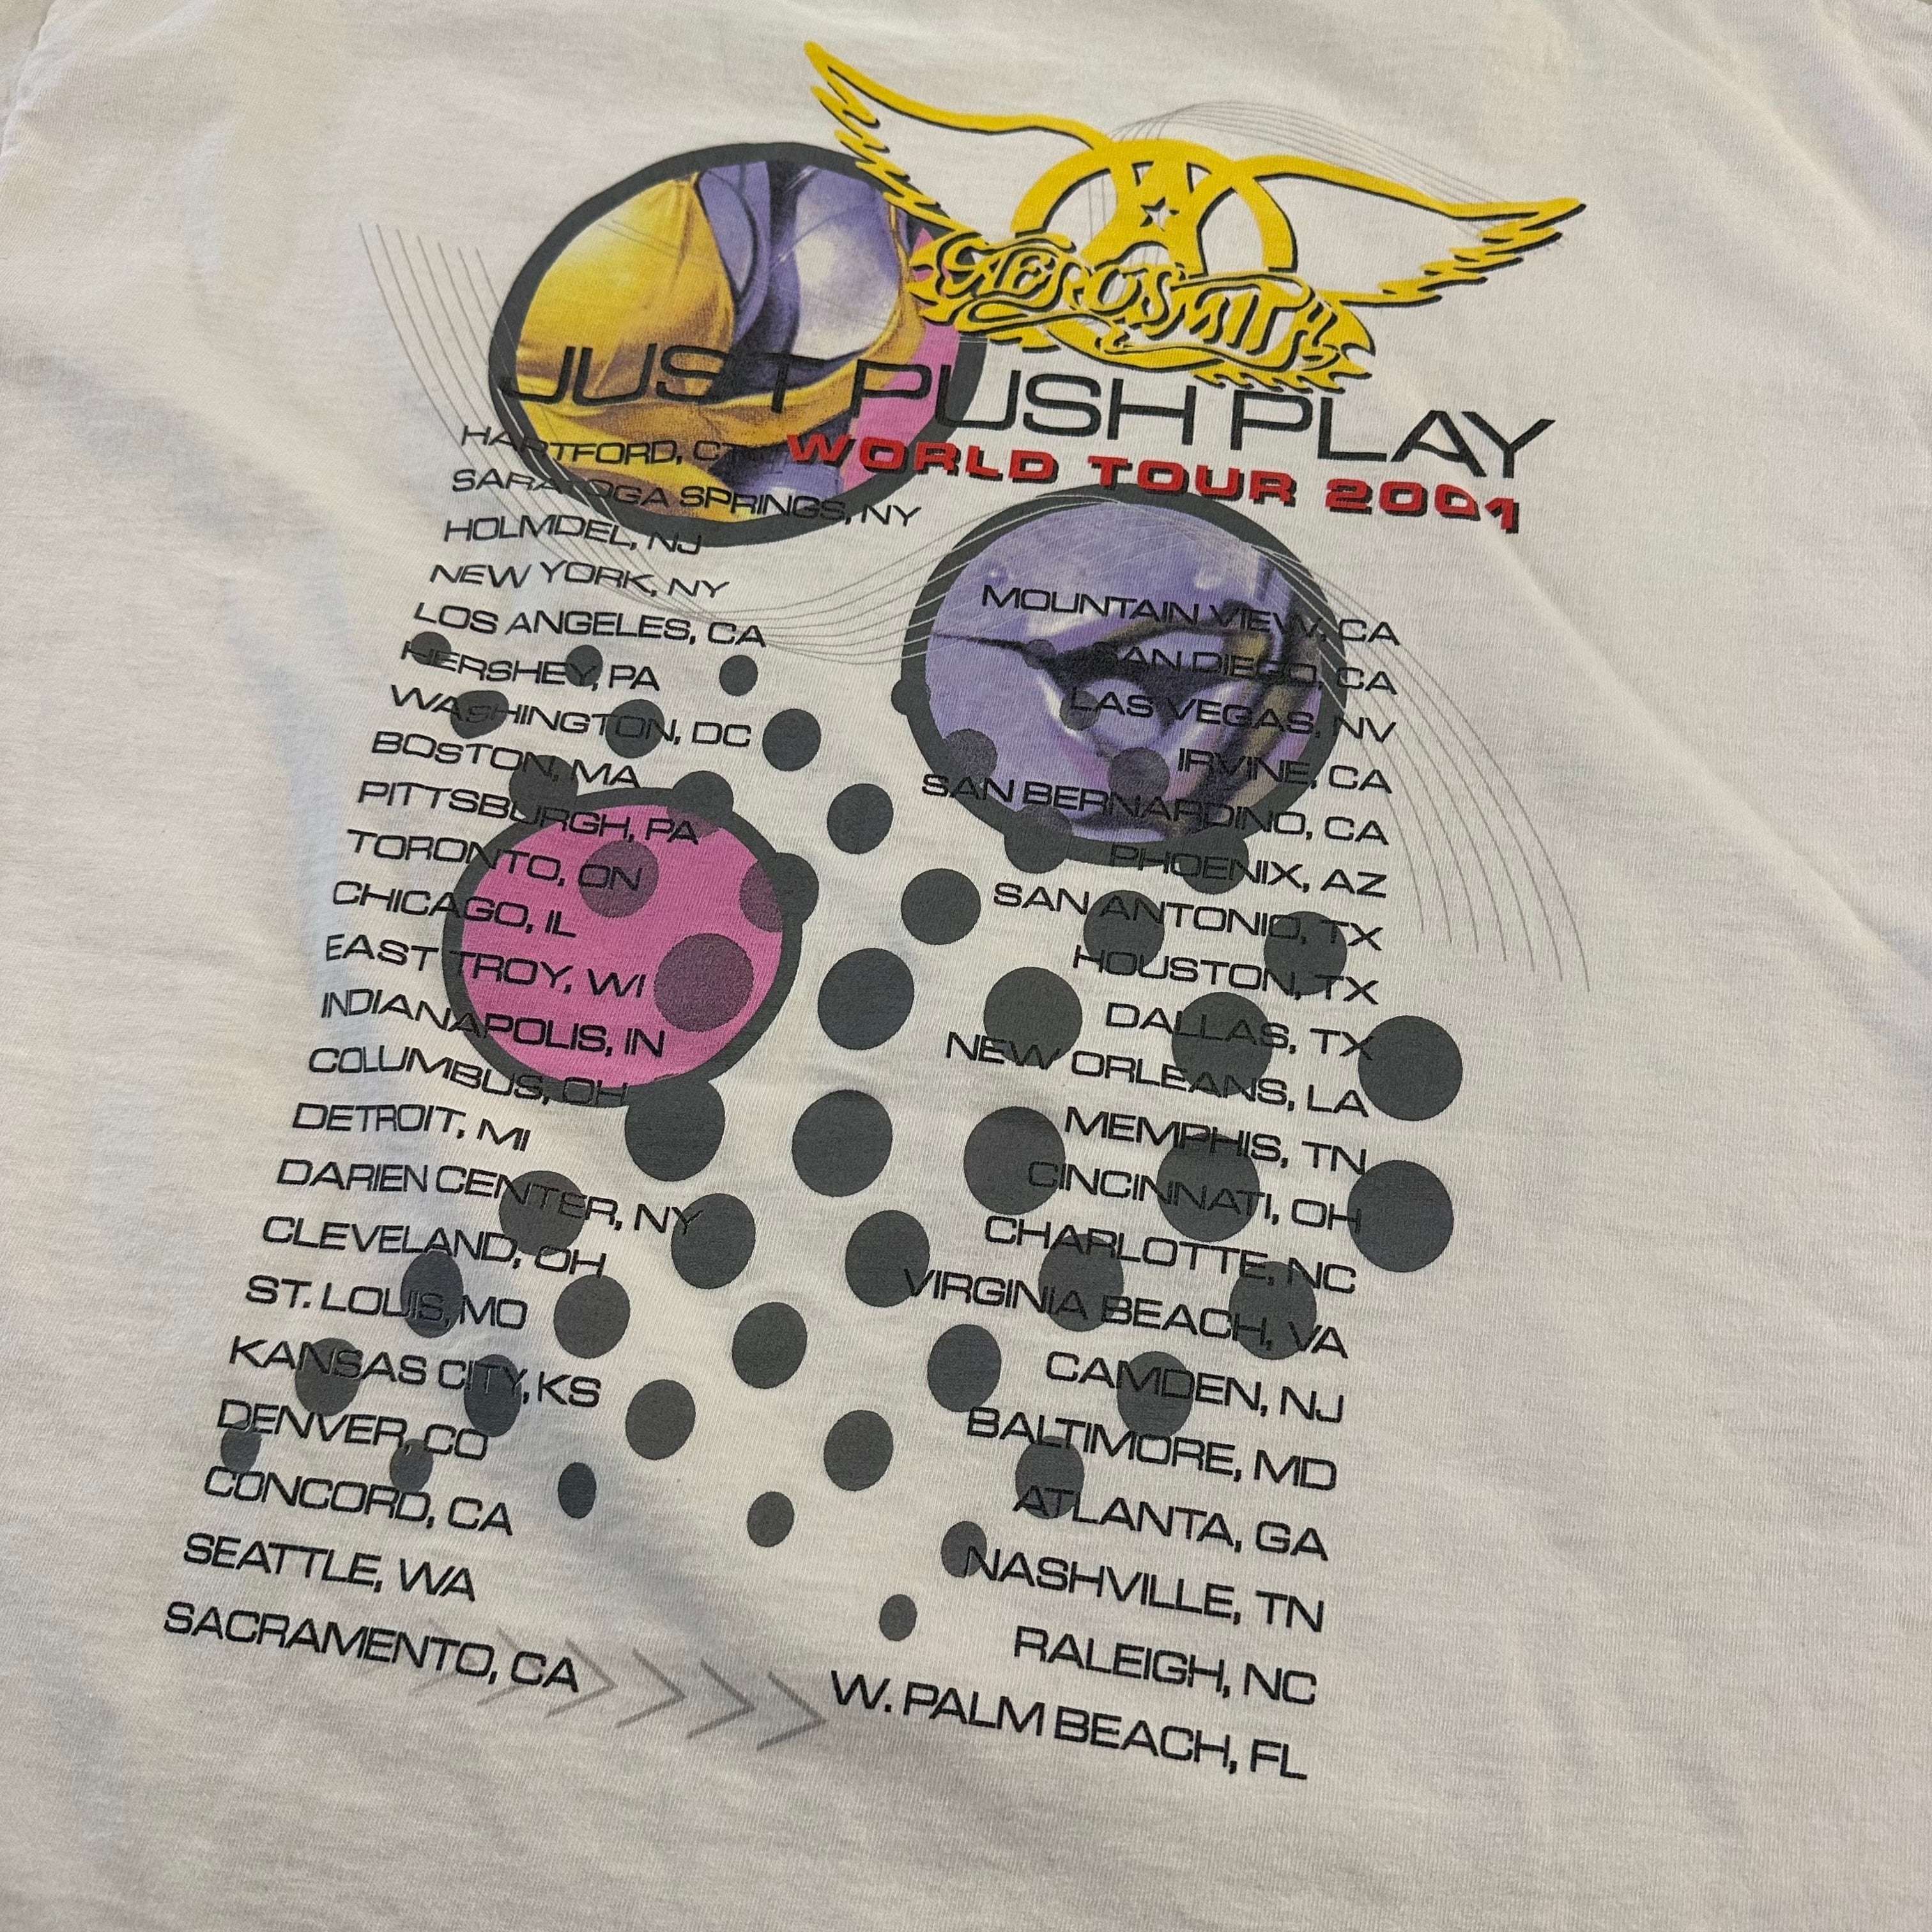 AEROSMITH
JUST PUSH PLAY
WORLD TOUR 2001
HARTFORD, CT
SARATOGA SPRINGS, NY
HOLMDEL, NJ
NEW YORK, NY
LOS ANGELES, CA
HERSHEY, PA
WASHINGTON, DC
BOSTON, MA
PITTSBURGH, PA
TORONTO, ON
CHICAGO, IL
EAST TROY, WI
INDIANAPOLIS, IN
COLUMBUS, OH
DETROIT, MI
DARIEN CENTER, NY
CLEVELAND, OH
ST. LOUIS, MO
KANSAS CITY, KS
DENVER, CO
CONCORD, CA
SEATTLE, WA
SACRAMENTO, CA
MOUNTAIN VIEW, CA
SAN DIEGO, CA
LAS VEGAS, NV
IRVINE, CA
SAN BERNARDINO, CA
PHOENIX, AZ
SAN ANTONIO, TX
HOUSTON, TX
DALLAS, TX
NEW ORLEANS, LA
MEMPHIS, TN
CINCINNATI, OH
CHARLOTTE, NC
VIRGINIA BEACH, VA
CAMDEN, NJ
BALTIMORE, MD
ATLANTA, GA
NASHVILLE, TN
RALEIGH, NC
W. PALM BEACH, FL